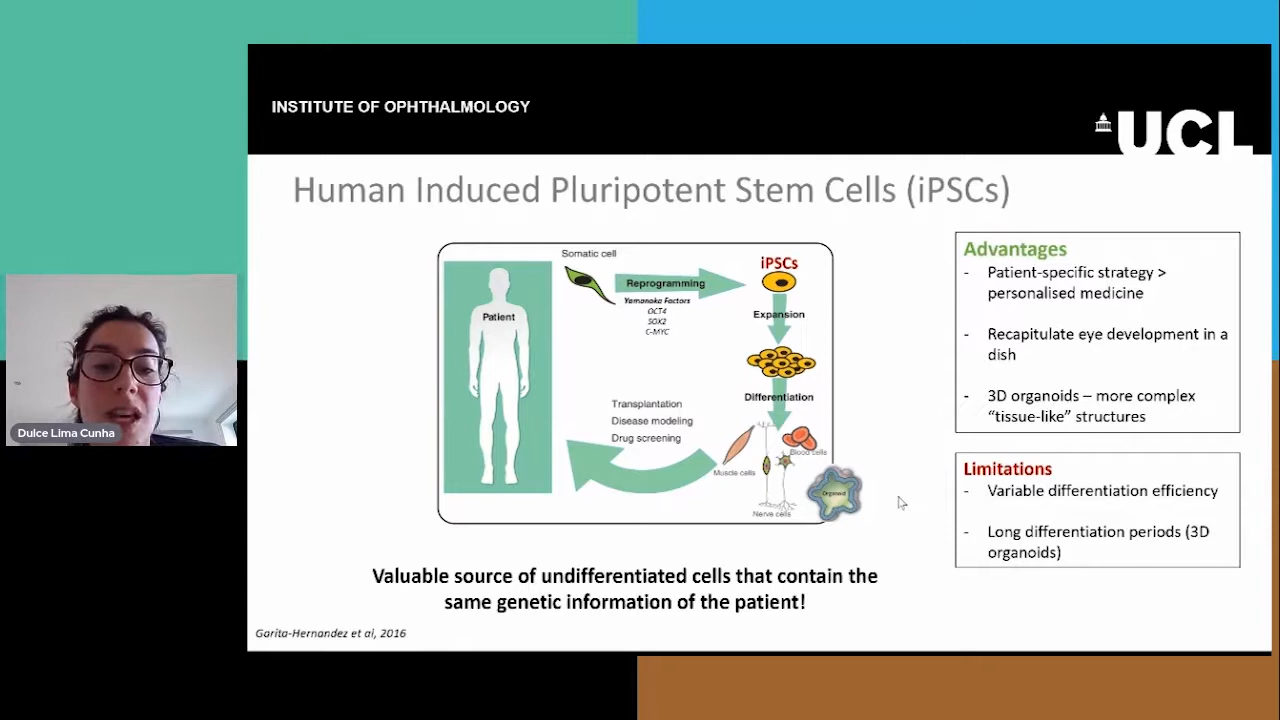 INSTITUTE OF OPHTHALMOLOGY
UCL
Human Induced Pluripotent Stem Cells (iPSCs)
Somatic cell
iPSCs
Reprogramming
Yamanaka Factors
OCT4
SOX2
C-MYC
Patient
Expansion
Differentiation
Transplantation
Disease modeling
Drug screening
Blood cells
Muscle cells
Organoid
Nerve cells
Advantages
- Patient-specific strategy >
personalised medicine
- Recapitulate eye development in a
dish
- 3D organoids – more complex
“tissue-like” structures
Limitations
- Variable differentiation efficiency
- Long differentiation periods (3D
organoids)
Valuable source of undifferentiated cells that contain the
same genetic information of the patient!
Garita-Hernandez et al, 2016
Dulce Lima Cunha